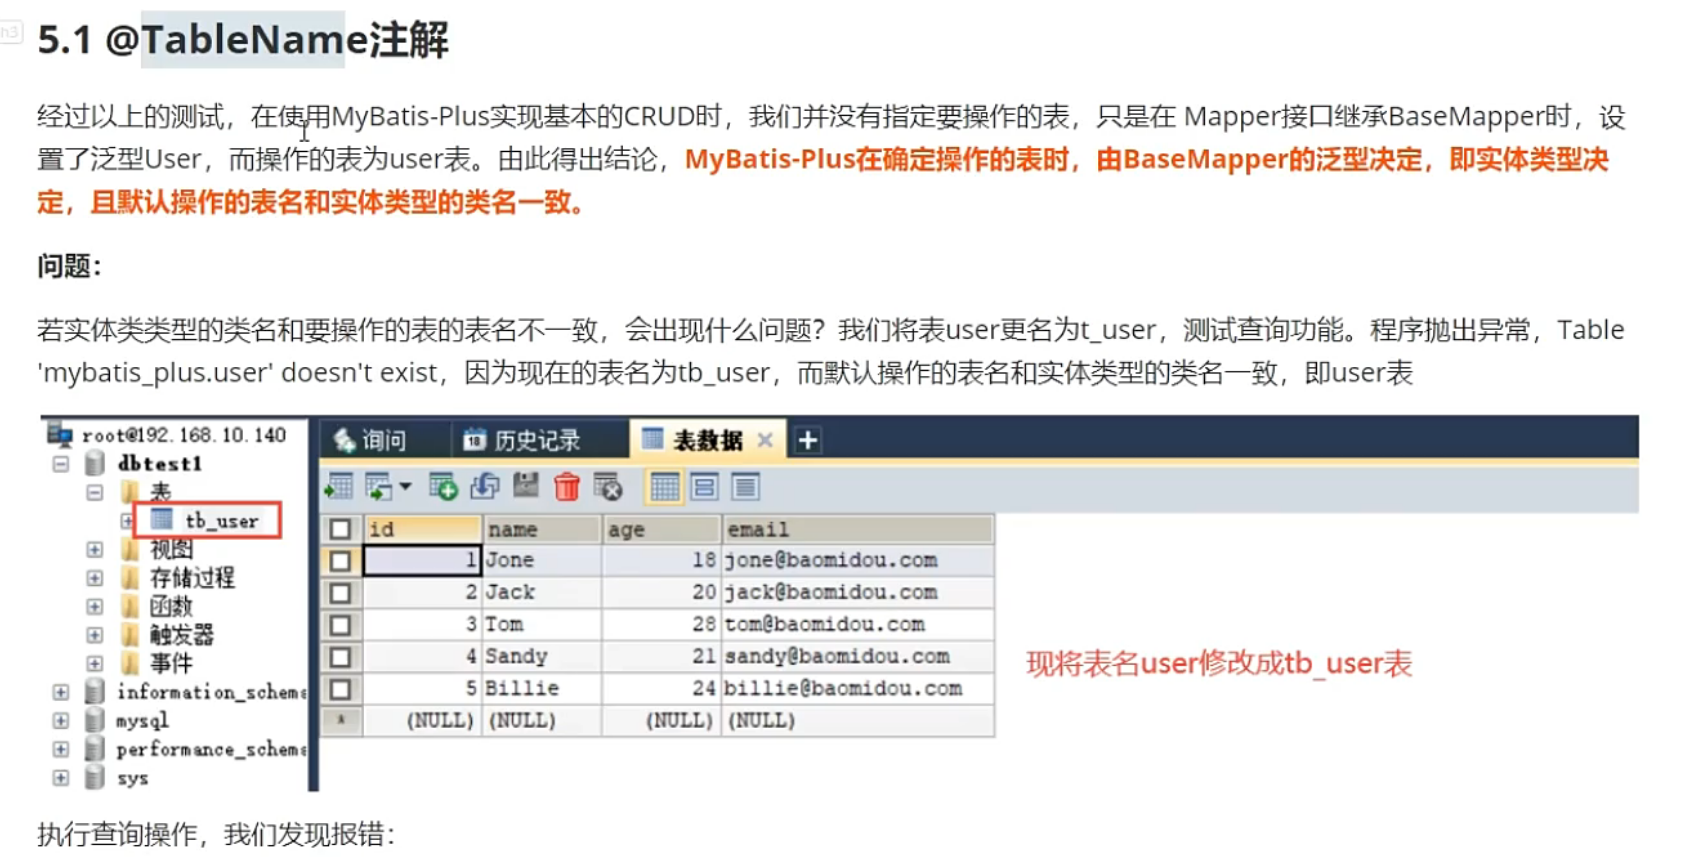 h3
5.1 @TableName注解
经过以上的测试，在使用MyBatis-Plus实现基本的CRUD时，我们并没有指定要操作的表，只是在 Mapper接口继承BaseMapper时，设
置了泛型User，而操作的表为user表。由此得出结论，MyBatis-Plus在确定操作的表时，由BaseMapper的泛型决定，即实体类型决
定，且默认操作的表名和实体类型的类名一致。
问题：
若实体类类型的类名和要操作的表的表名不一致，会出现什么问题？我们将表user更名为t_user，测试查询功能。程序抛出异常，Table
'mybatis_plus.user' doesn't exist，因为现在的表名为tb_user，而默认操作的表名和实体类型的类名一致，即user表
root@192.168.10.140
dbtest1
表
tb_user
视图
存储过程
函数
触发器
事件
information_schema
mysql
performance_schema
sys
询问 历史记录 表数据
id name age email
1 Jone 18 jone@baomidou.com
2 Jack 20 jack@baomidou.com
3 Tom 28 tom@baomidou.com
4 Sandy 21 sandy@baomidou.com
5 Billie 24 billie@baomidou.com
* (NULL) (NULL) (NULL) (NULL)
现将表名user修改成tb_user表
执行查询操作，我们发现报错：